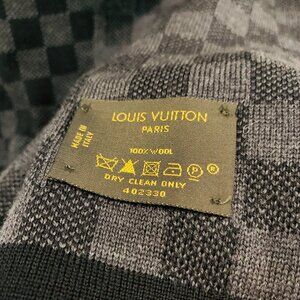 LOUIS VUITTON
PARIS
MADE IN
ITALY
100% WOOL
P
DRY CLEAN ONLY
402330